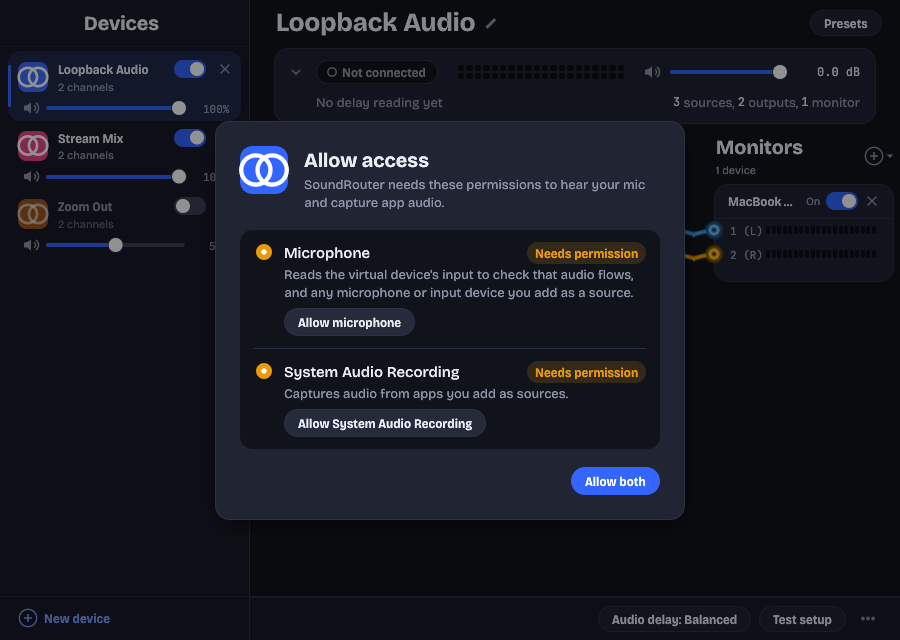 Devices
Loopback Audio
2 channels
100%
Stream Mix
2 channels
Zoom Out
2 channels
New device
Loopback Audio
Presets
Not connected
0.0 dB
No delay reading yet
3 sources, 2 outputs, 1 monitor
Monitors
1 device
MacBook ...
On
1 (L)
2 (R)
Allow access
SoundRouter needs these permissions to hear your mic
and capture app audio.
Microphone
Needs permission
Reads the virtual device's input to check that audio flows,
and any microphone or input device you add as a source.
Allow microphone
System Audio Recording
Needs permission
Captures audio from apps you add as sources.
Allow System Audio Recording
Allow both
Audio delay: Balanced
Test setup